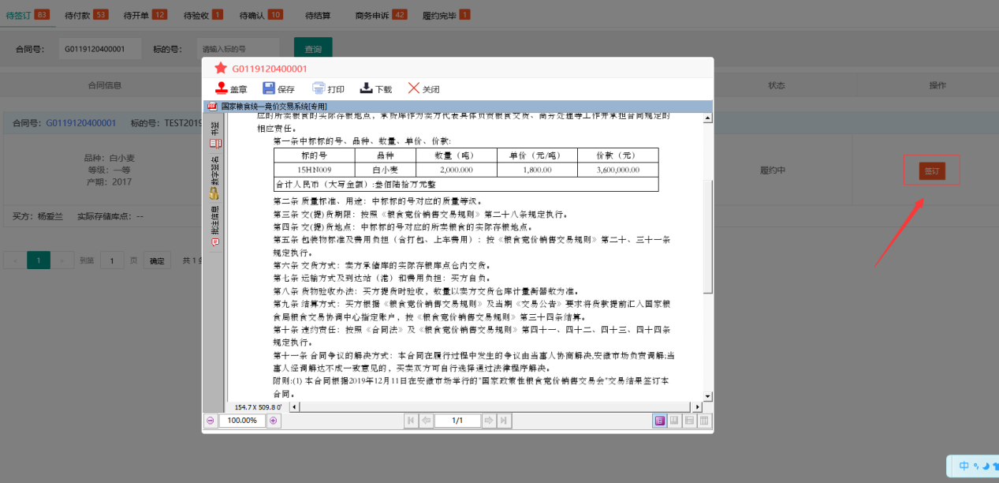 待签订 83 待付款 53 待开单 12 待验收 1 待确认 10 待结算 商务申诉 42 履约完毕 1
合同号： G0119120400001 标的号： 请输入标的号 查询
G0119120400001
盖章 保存 打印 下载 关闭
合同信息 状态 操作
国家粮食统一竞价交易系统[专用]
合同号：G0119120400001 标的号：TEST2019
书签
数字签名
批注信息
应的所卖粮食的实际存粮地点，承货库作为卖方代表具体负责粮食交货、商务处理等工作并承担合同规定的
相应责任。
第一条中标标的号、品种、数量、单价、价款:
标的号 品种 数量（吨） 单价（元/吨） 价款（元）
15HN009 白小麦 2,000.000 1,800.00 3,600,000.00
合计人民币（大写金额）:叁佰陆拾万元整
第二条 质量标准、用途：中标标的号对应的质量等级。
第三条 交(提)货期限：按照《粮食竞价销售交易规则》第二十八条规定执行。
第四条 交(提)货地点：中标标的号对应的所卖粮食的实际存粮地点。
第五条 包装物标准及费用负担（含打包、上车费用）：按《粮食竞价销售交易规则》第二十、三十一条
规定执行。
第六条 交货方式：卖方承储库的实际存粮库点仓内交货。
第七条 运输方式及到达站（港）和费用负担：买方自负。
第八条 货物验收办法：买方提货时验收，数量以卖方交货仓库计量衡器数为准。
第九条 结算方式：买方根据《粮食竞价销售交易规则》及当期《交易公告》要求将货款提前汇入国家粮
食局粮食交易协调中心指定账户，按《粮食竞价销售交易规则》第三十四条结算。
第十条 违约责任：按照《合同法》及《粮食竞价销售交易规则》第四十一、四十二、四十三、四十四条
规定执行。
第十一条 合同争议的解决方式：本合同在履行过程中发生的争议由当事人协商解决,安徽市场负责调解;当
事人经调解达不成一致意见的，买卖双方可自行选择通过法律程序解决。
附则:(1) 本合同根据2019年12月11日在安徽市场举行的"国家政策性粮食竞价销售交易会"交易结果签订本
合同。
154.7 X 509.8 0'
100.00% 1/1
品种：白小麦
等级：一等
产期：2017
履约中 签订
买方：杨爱兰 实际存储库点：--
1 到第 1 页 确定 共 1
中